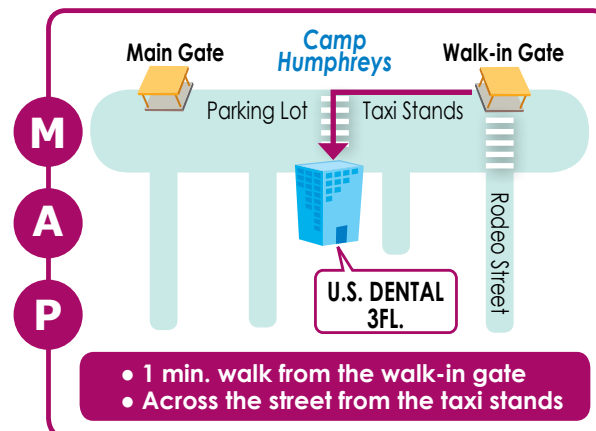 Camp
Humphreys
Main Gate
Walk-in Gate
Parking Lot
Taxi Stands
M
A
P
Rodeo Street
U.S. DENTAL
3FL.
● 1 min. walk from the walk-in gate
● Across the street from the taxi stands